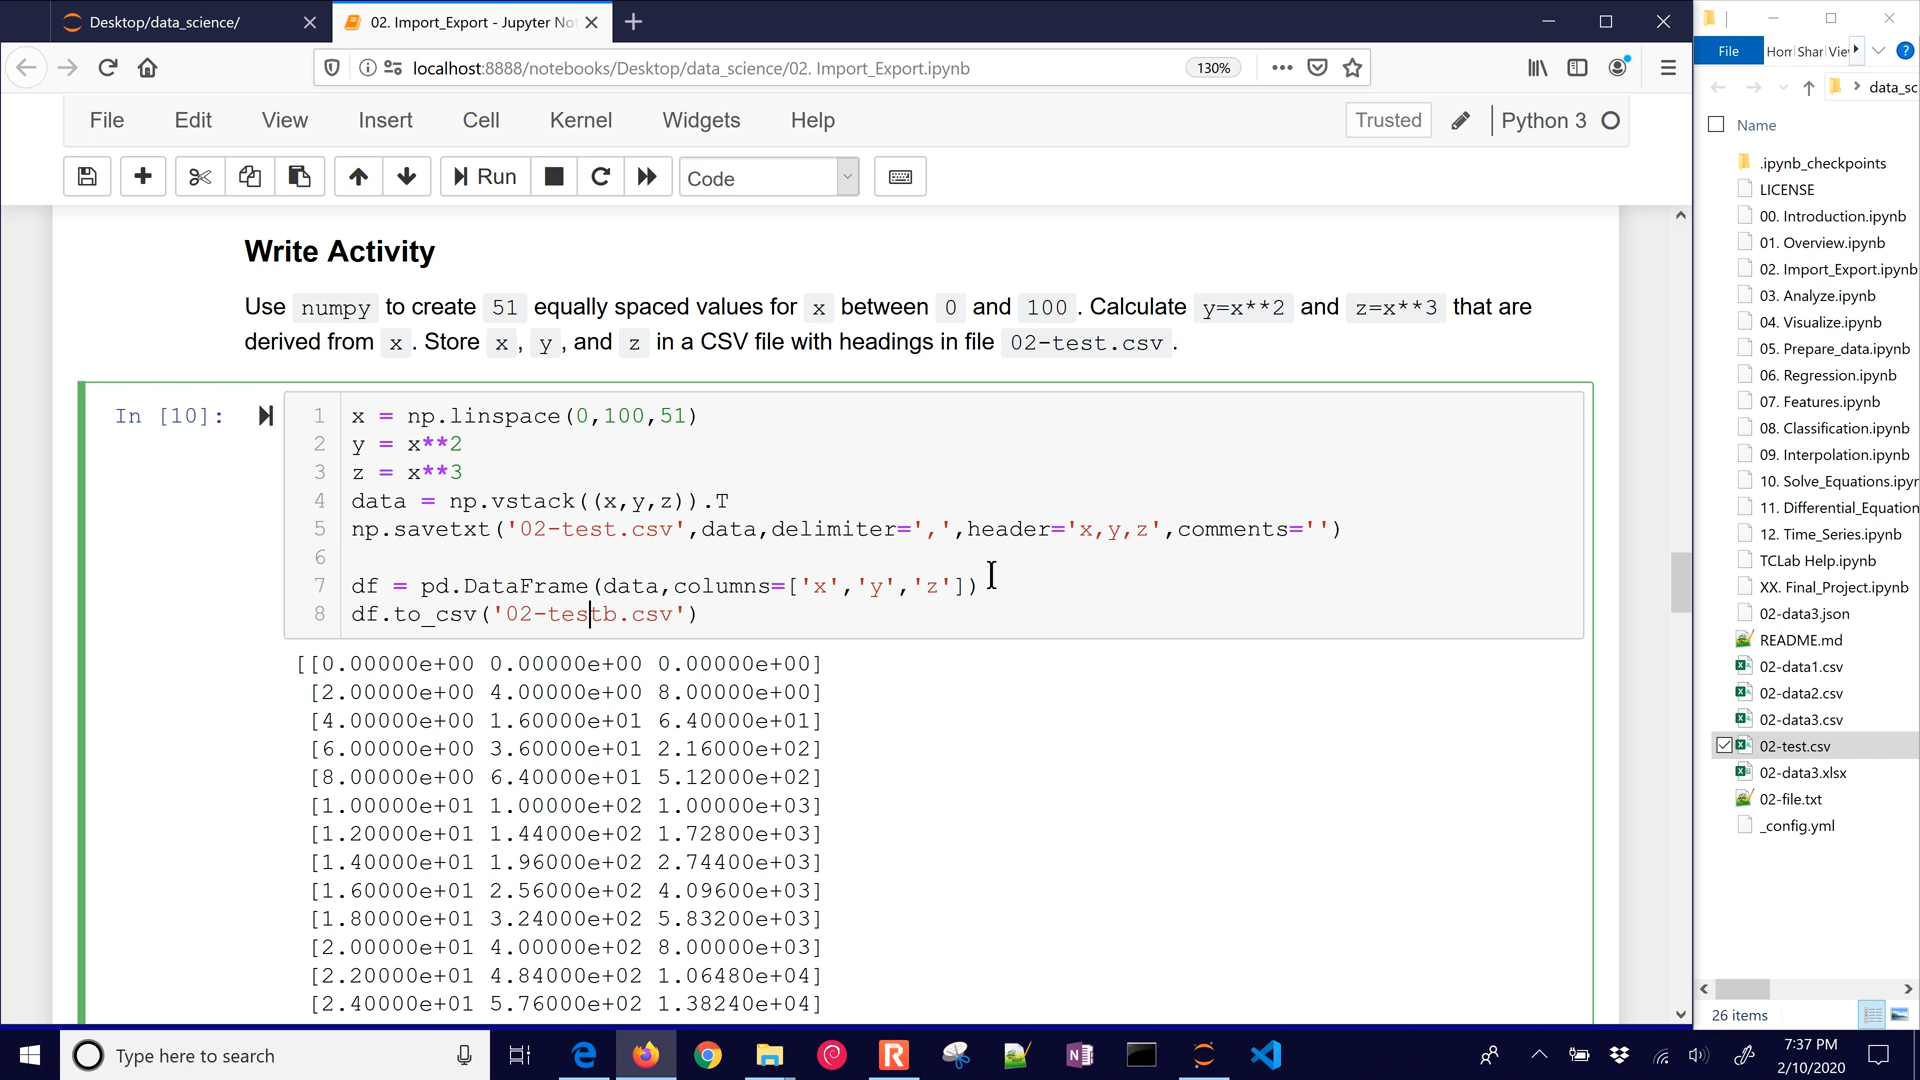 Desktop/data_science/
02. Import_Export - Jupyter No
localhost:8888/notebooks/Desktop/data_science/02. Import_Export.ipynb
130%
File Edit View Insert Cell Kernel Widgets Help
Trusted
Python 3
Run
Code
Write Activity
Use numpy to create 51 equally spaced values for x between 0 and 100 . Calculate y=x**2 and z=x**3 that are
derived from x . Store x , y , and z in a CSV file with headings in file 02-test.csv .
In [10]:
1 x = np.linspace(0,100,51)
2 y = x**2
3 z = x**3
4 data = np.vstack((x,y,z)).T
5 np.savetxt('02-test.csv',data,delimiter=',',header='x,y,z',comments='')
6
7 df = pd.DataFrame(data,columns=['x','y','z'])
8 df.to_csv('02-testb.csv')
[[0.00000e+00 0.00000e+00 0.00000e+00]
[2.00000e+00 4.00000e+00 8.00000e+00]
[4.00000e+00 1.60000e+01 6.40000e+01]
[6.00000e+00 3.60000e+01 2.16000e+02]
[8.00000e+00 6.40000e+01 5.12000e+02]
[1.00000e+01 1.00000e+02 1.00000e+03]
[1.20000e+01 1.44000e+02 1.72800e+03]
[1.40000e+01 1.96000e+02 2.74400e+03]
[1.60000e+01 2.56000e+02 4.09600e+03]
[1.80000e+01 3.24000e+02 5.83200e+03]
[2.00000e+01 4.00000e+02 8.00000e+03]
[2.20000e+01 4.84000e+02 1.06480e+04]
[2.40000e+01 5.76000e+02 1.38240e+04]
File Hom Shar Vie
data_sc
Name
.ipynb_checkpoints
LICENSE
00. Introduction.ipynb
01. Overview.ipynb
02. Import_Export.ipynb
03. Analyze.ipynb
04. Visualize.ipynb
05. Prepare_data.ipynb
06. Regression.ipynb
07. Features.ipynb
08. Classification.ipynb
09. Interpolation.ipynb
10. Solve_Equations.ipyn
11. Differential_Equation
12. Time_Series.ipynb
TCLab Help.ipynb
XX. Final_Project.ipynb
02-data3.json
README.md
02-data1.csv
02-data2.csv
02-data3.csv
02-test.csv
02-data3.xlsx
02-file.txt
_config.yml
26 items
Type here to search
7:37 PM
2/10/2020